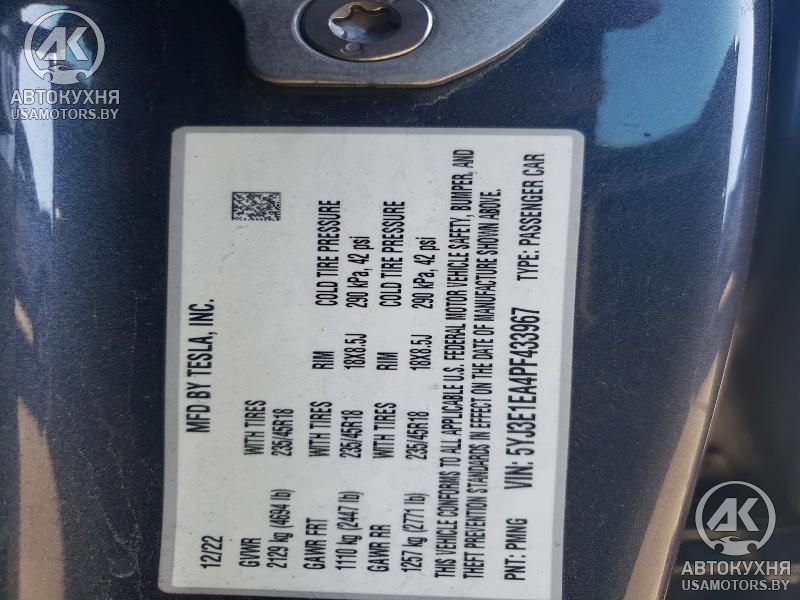 AK
АВТОКУХНЯ
USAMOTORS.BY
12/22 MFD BY TESLA, INC.
GVWR WITH TIRES
2129 kg (4694 lb) 235/45R18
GAWR FRT WITH TIRES RIM COLD TIRE PRESSURE
1110 kg (2447 lb) 235/45R18 18X8.5J 290 kPa, 42 psi
GAWR RR WITH TIRES RIM COLD TIRE PRESSURE
1257 kg (2771 lb) 235/45R18 18X8.5J 290 kPa, 42 psi
THIS VEHICLE CONFORMS TO ALL APPLICABLE U.S. FEDERAL MOTOR VEHICLE SAFETY, BUMPER, AND
THEFT PREVENTION STANDARDS IN EFFECT ON THE DATE OF MANUFACTURE SHOWN ABOVE.
PNT: PMNG VIN: 5YJ3E1EA4PF433967 TYPE: PASSENGER CAR
AK
АВТОКУХНЯ
USAMOTORS.BY